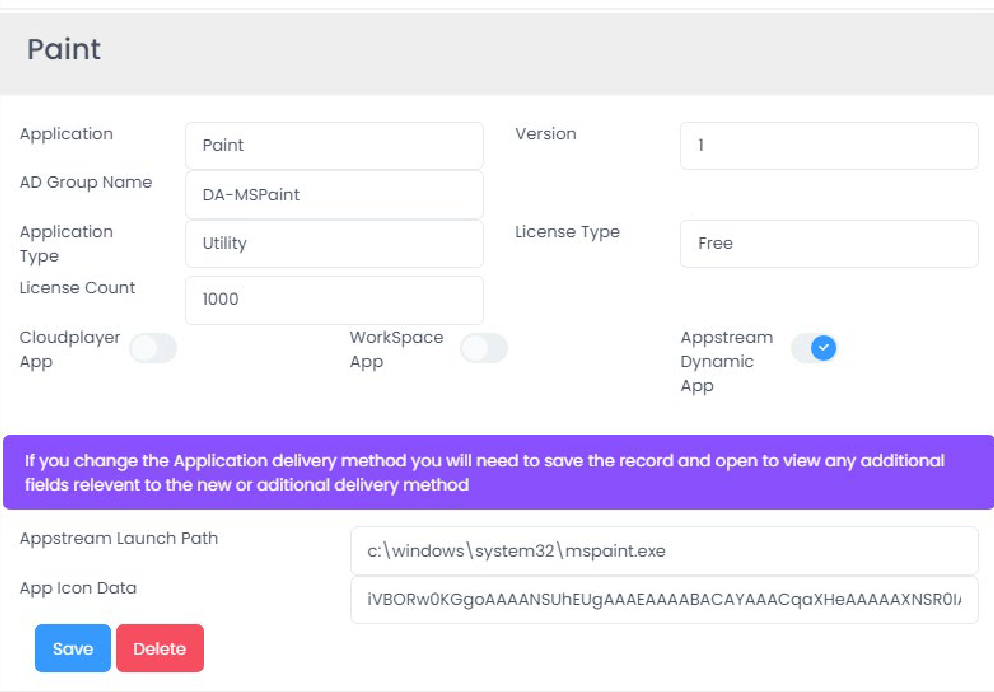 Paint
Application
Paint
Version
1
AD Group Name
DA-MSPaint
Application
Type
Utility
License Type
Free
License Count
1000
Cloudplayer
App
WorkSpace
App
Appstream
Dynamic
App
If you change the Application delivery method you will need to save the record and open to view any additional
fields relevent to the new or aditional delivery method
Appstream Launch Path
c:\windows\system32\mspaint.exe
App Icon Data
iVBORw0KGgoAAAANSUhEUgAAAEAAAABACAYAAACqaXHeAAAAAXNSR0IA
Save
Delete